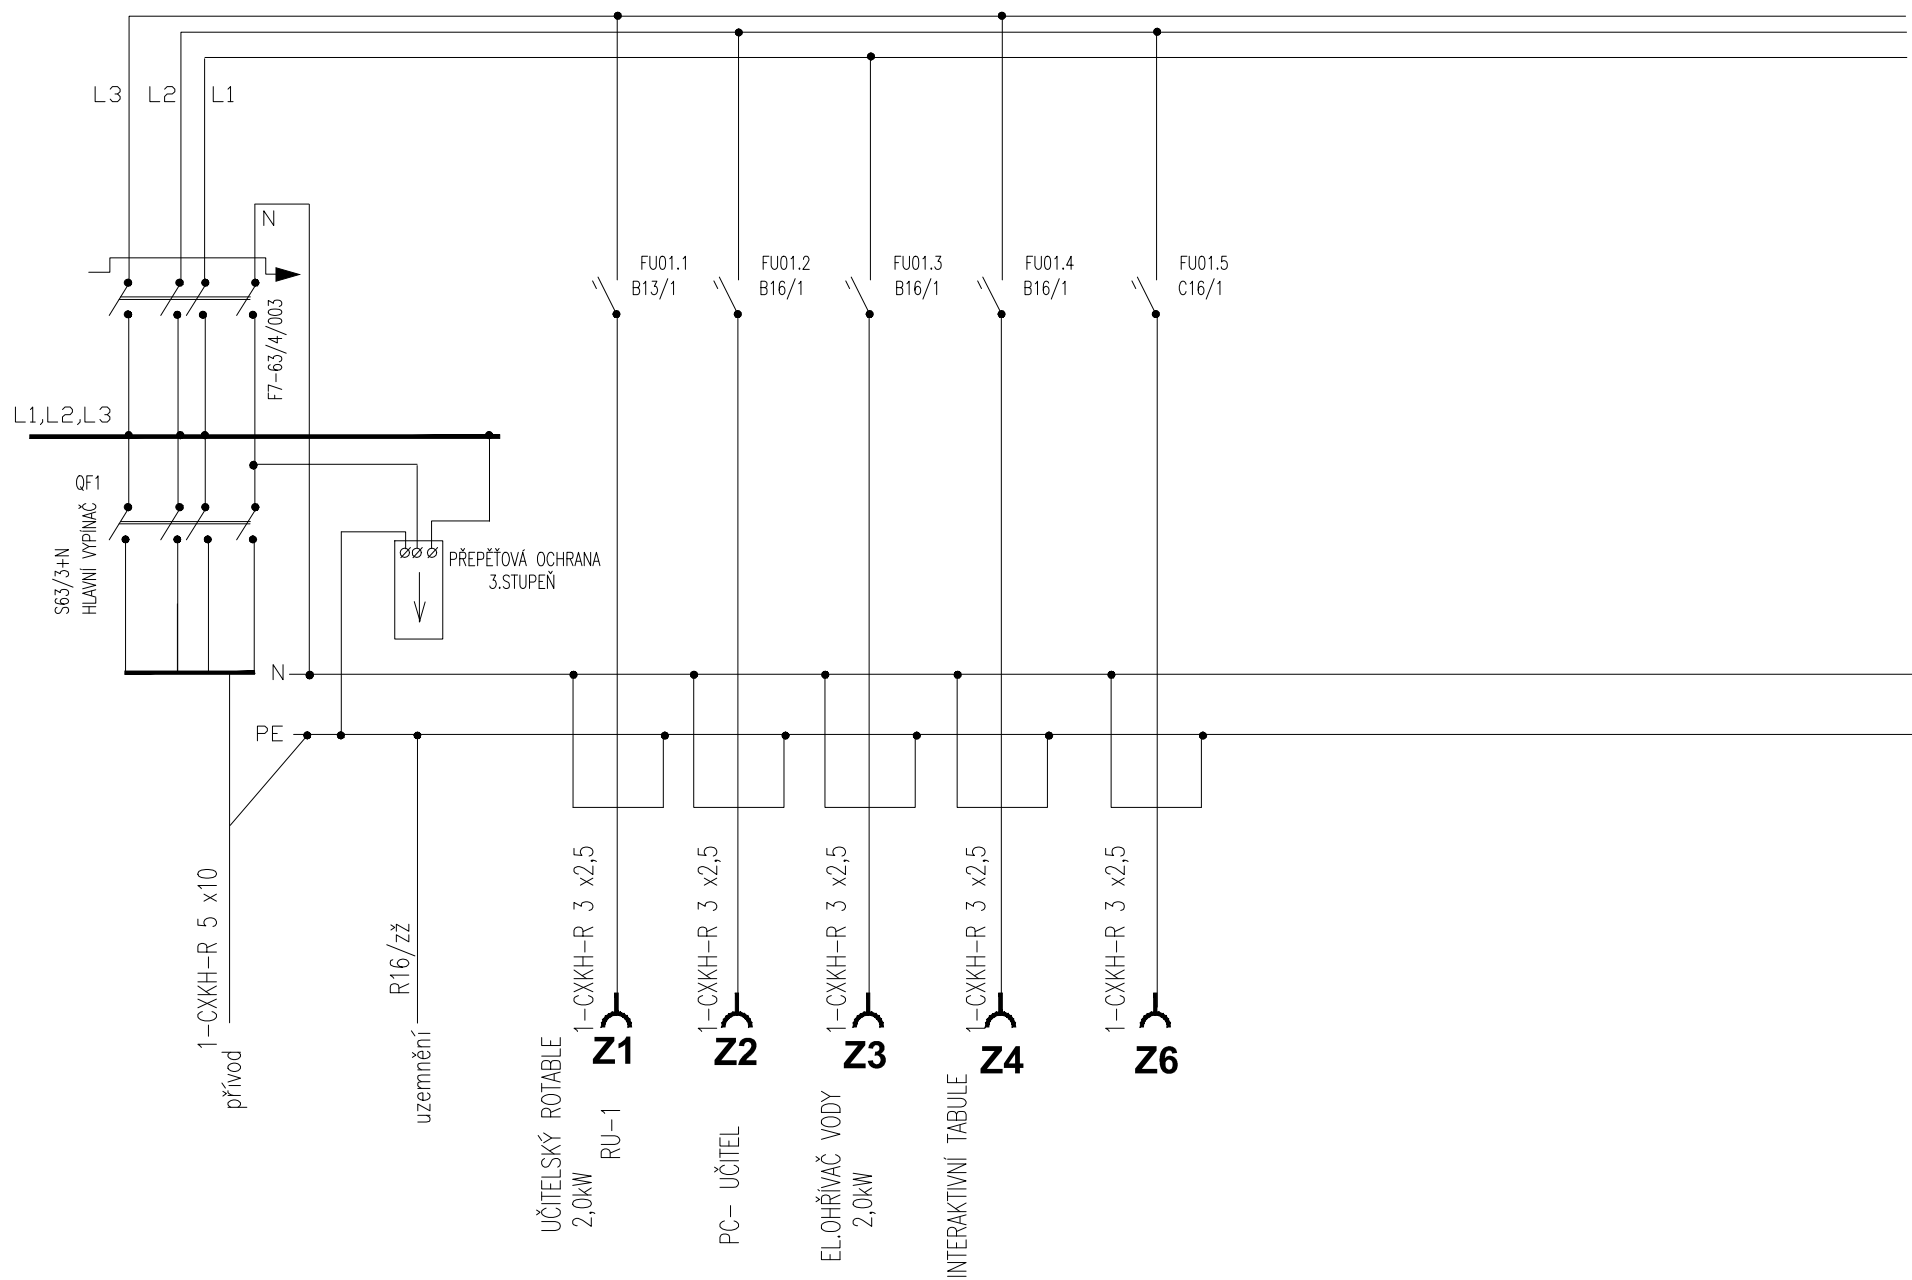 L3
L2
L1
N
FU01.1
B13/1
FU01.2
B16/1
FU01.3
B16/1
FU01.4
B16/1
FU01.5
C16/1
F7-63/4/003
L1,L2,L3
QF1
S63/3+N
HLAVNÍ VYPÍNAČ
PŘEPĚŤOVÁ OCHRANA
3.STUPEŇ
N
PE
1-CXKH-R 5 x10
přívod
R16/zž
uzemnění
1-CXKH-R 3 x2,5
1-CXKH-R 3 x2,5
1-CXKH-R 3 x2,5
1-CXKH-R 3 x2,5
1-CXKH-R 3 x2,5
Z1
Z2
Z3
Z4
Z6
UČITELSKÝ ROTABLE
2,0kW
RU-1
PC- UČITEL
EL.OHŘÍVAČ VODY
2,0kW
INTERAKTIVNÍ TABULE